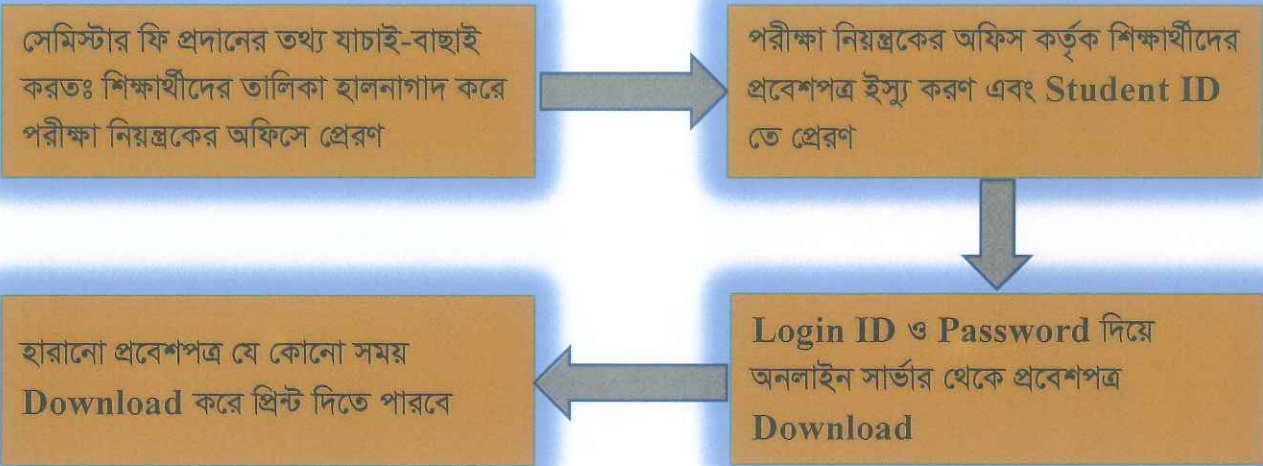 সেমিস্টার ফি প্রদানের তথ্য যাচাই-বাছাই
করতঃ শিক্ষার্থীদের তালিকা হালনাগাদ করে
পরীক্ষা নিয়ন্ত্রকের অফিসে প্রেরণ
পরীক্ষা নিয়ন্ত্রকের অফিস কর্তৃক শিক্ষার্থীদের
প্রবেশপত্র ইস্যু করণ এবং Student ID
তে প্রেরণ
Login ID ও Password দিয়ে
অনলাইন সার্ভার থেকে প্রবেশপত্র
Download
হারানো প্রবেশপত্র যে কোনো সময়
Download করে প্রিন্ট দিতে পারবে